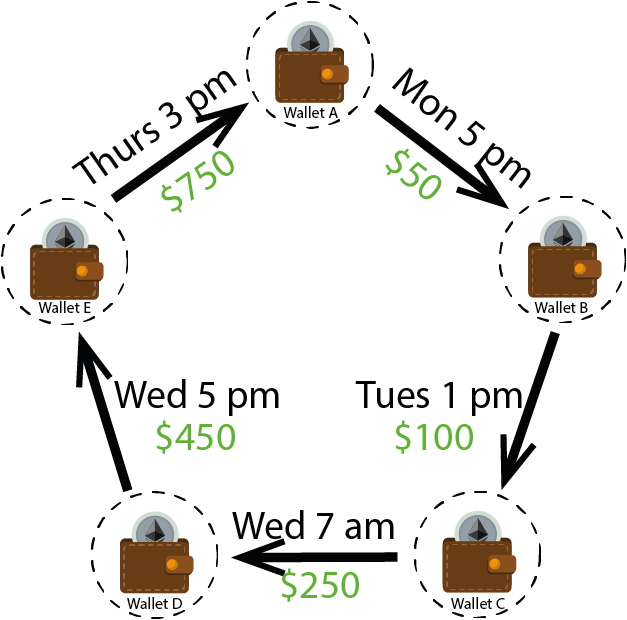 Wallet A
Mon 5 pm
$50
Wallet B
Tues 1 pm
$100
Wallet C
Wed 7 am
$250
Wallet D
Wed 5 pm
$450
Wallet E
Thurs 3 pm
$750